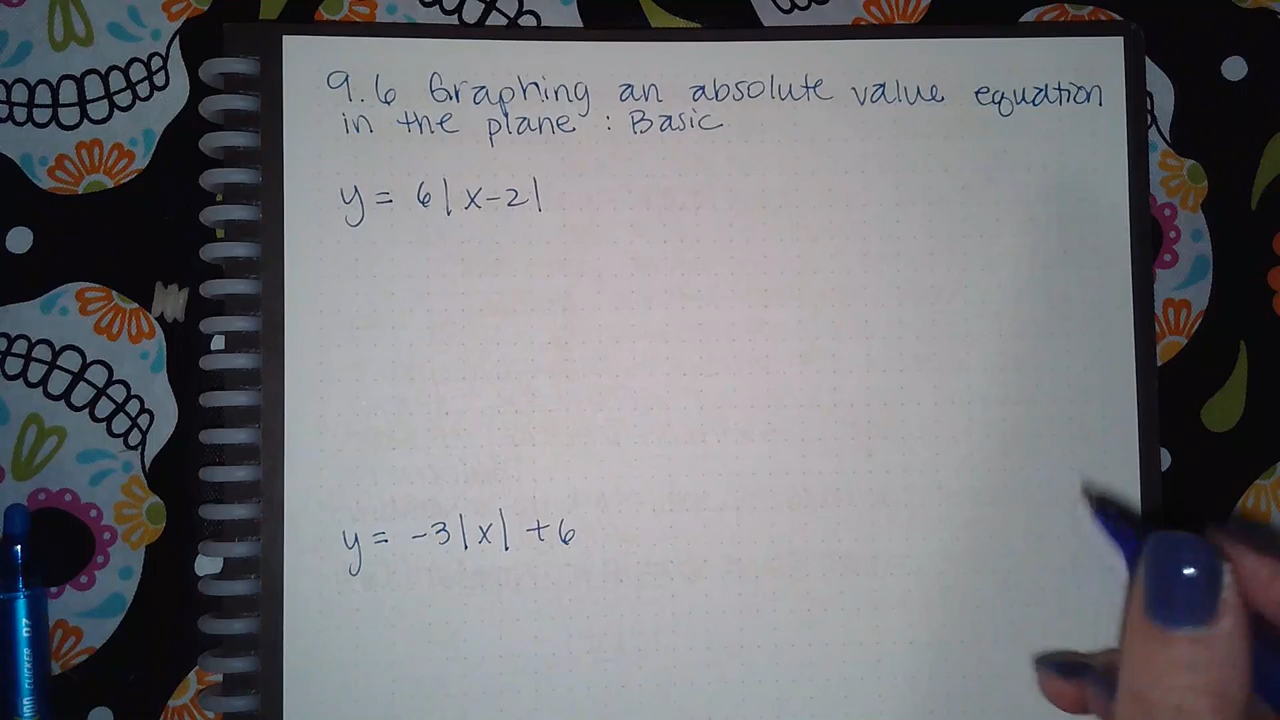 9.6 Graphing an absolute value equation
in the plane : Basic
y = 6|x-2|
y = -3|x| +6